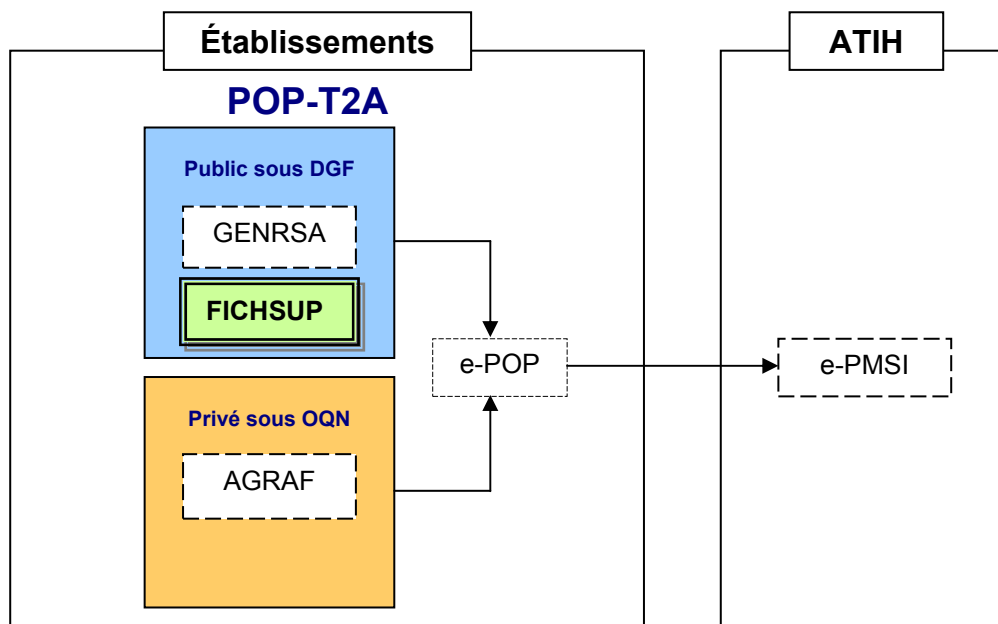 Établissements
ATIH
POP-T2A
Public sous DGF
GENRSA
FICHSUP
e-POP
e-PMSI
Privé sous OQN
AGRAF